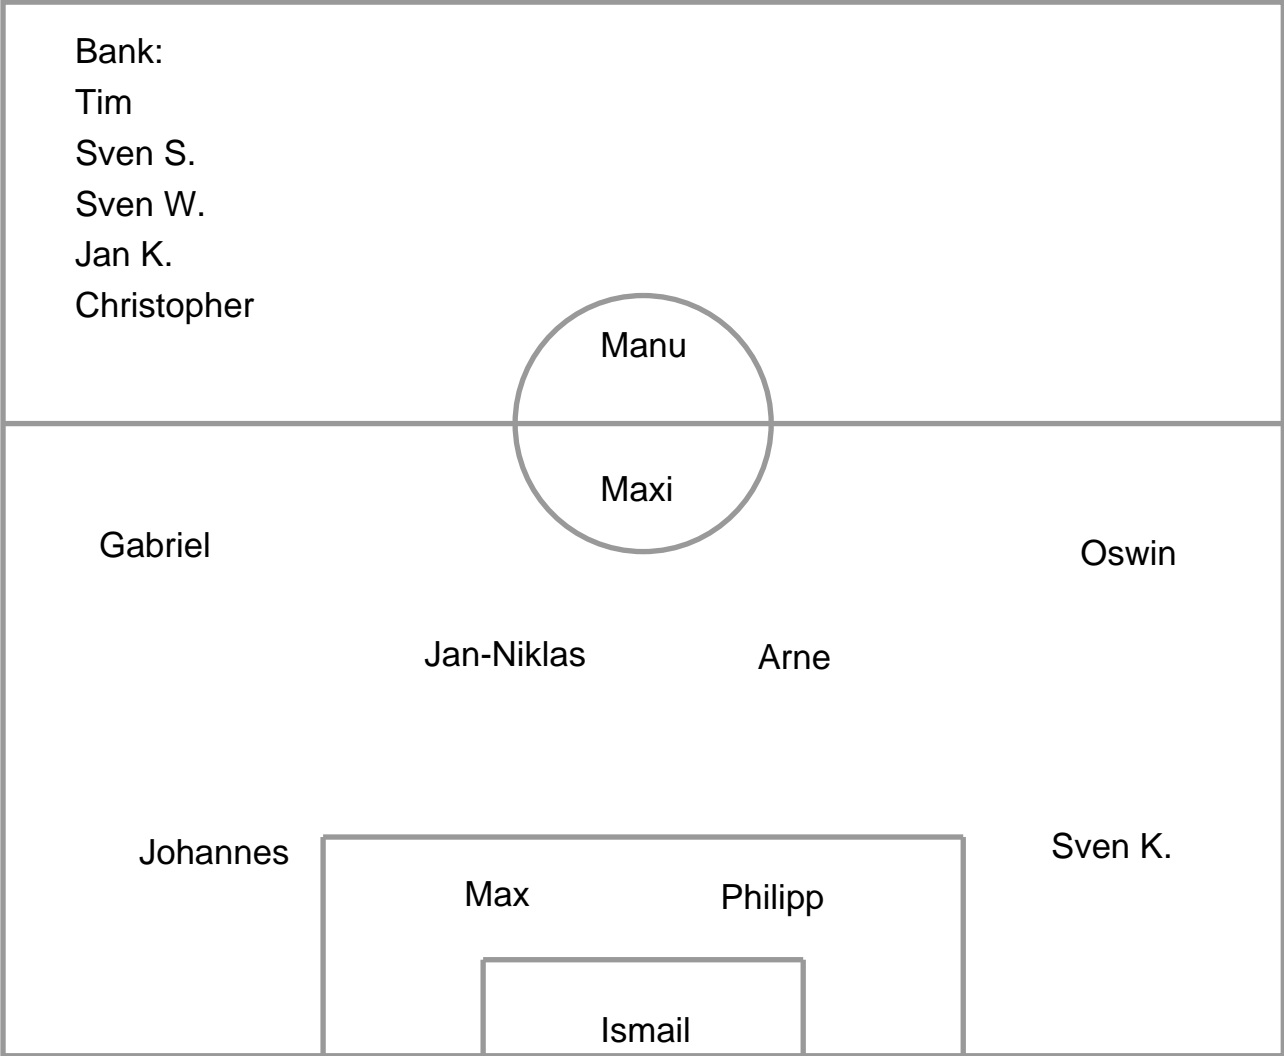 Bank:
Tim
Sven S.
Sven W.
Jan K.
Christopher
Manu
Maxi
Gabriel
Oswin
Jan-Niklas
Arne
Johannes
Sven K.
Max
Philipp
Ismail